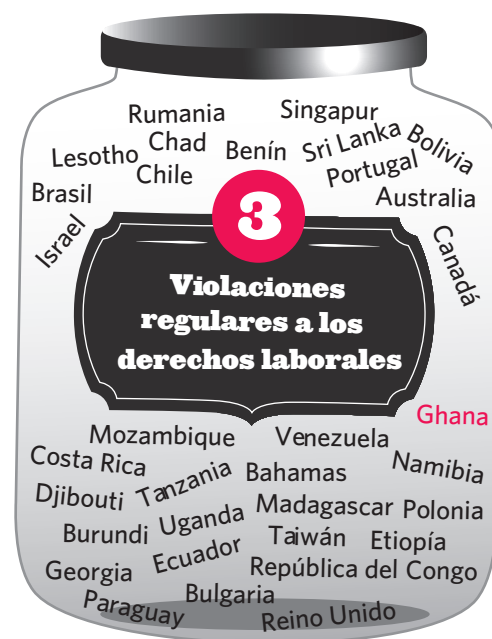 Rumania
Singapur
Lesotho
Chad
Benín
Sri Lanka
Bolivia
Chile
Portugal
Brasil
Australia
Israel
3
Canadá
Violaciones
regulares a los
derechos laborales
Ghana
Mozambique
Venezuela
Costa Rica
Tanzania
Bahamas
Namibia
Djibouti
Uganda
Madagascar
Polonia
Burundi
Ecuador
Taiwán
Etiopía
Georgia
República del Congo
Paraguay
Bulgaria
Reino Unido